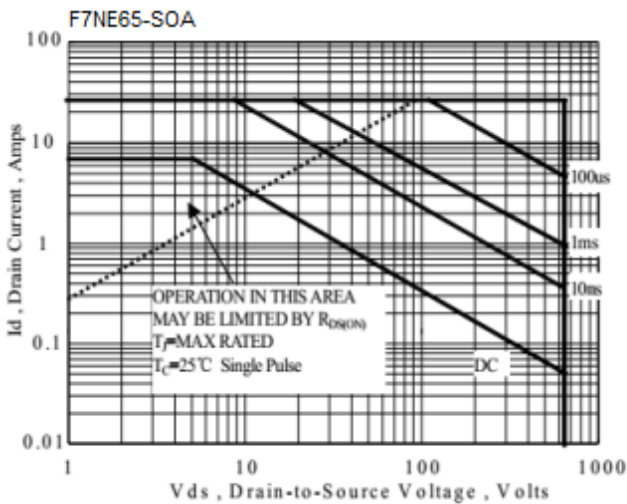 F7NE65-SOA
100
10
1
0.1
0.01
Id , Drain Current , Amps
100us
1ms
10ms
DC
OPERATION IN THIS AREA
MAY BE LIMITED BY RDS(ON)
TJ=MAX RATED
TC=25℃ Single Pulse
1 10 100 1000
Vds , Drain-to-Source Voltage , Volts